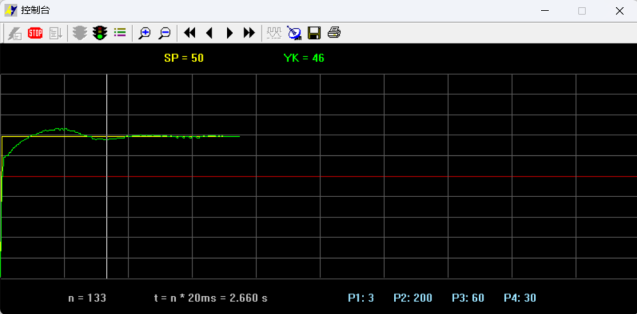 控制台
STOP
SP = 50 YK = 46
n = 133 t = n * 20ms = 2.660 s P1: 3 P2: 200 P3: 60 P4: 30